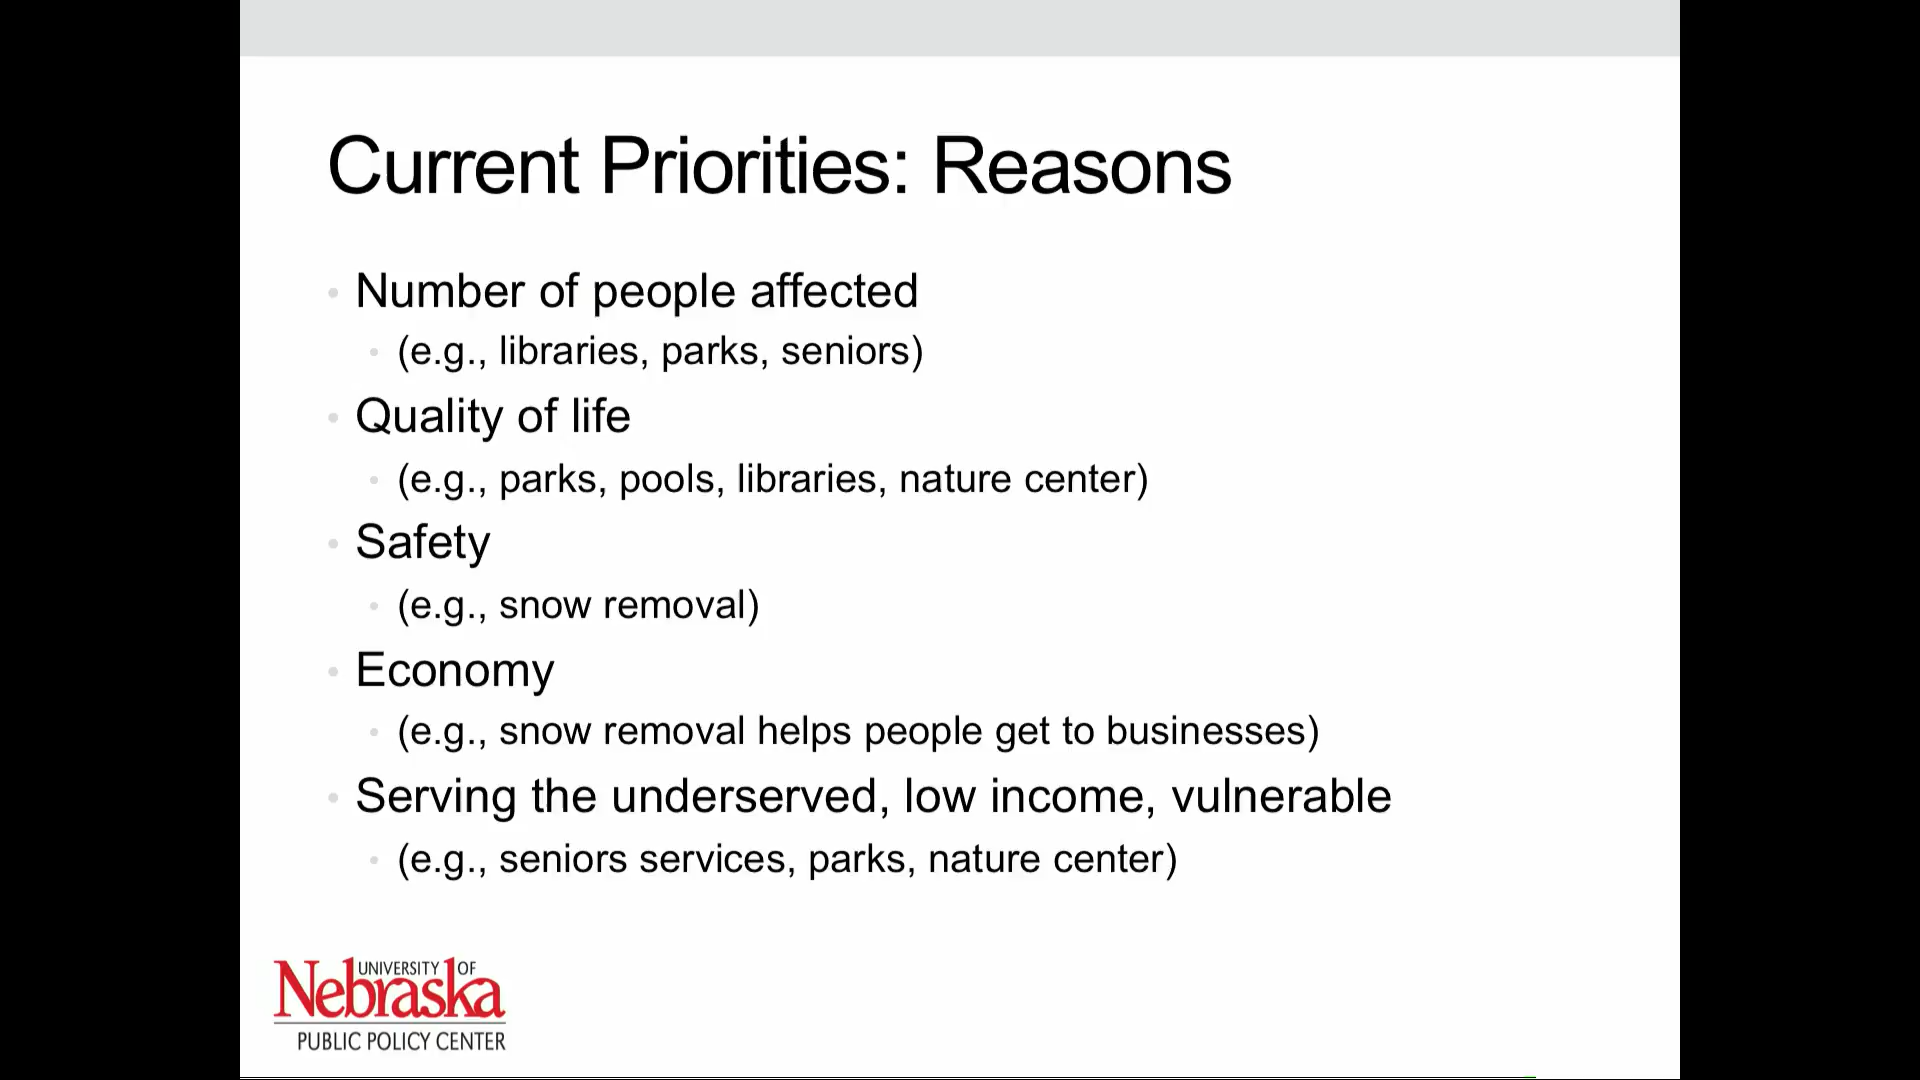 Current Priorities: Reasons
• Number of people affected
• (e.g., libraries, parks, seniors)
• Quality of life
• (e.g., parks, pools, libraries, nature center)
• Safety
• (e.g., snow removal)
• Economy
• (e.g., snow removal helps people get to businesses)
• Serving the underserved, low income, vulnerable
• (e.g., seniors services, parks, nature center)
UNIVERSITY OF
Nebraska
PUBLIC POLICY CENTER